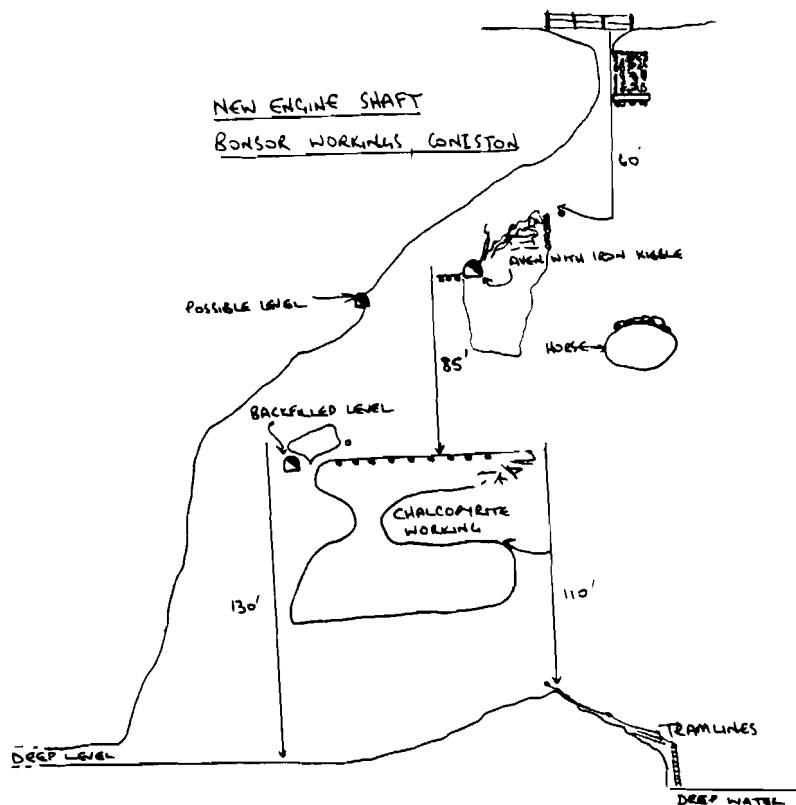 NEW ENGINE SHAFT
BONSOR WORKINGS, CONISTON
60'
AVEN WITH IRON KIBBLE
POSSIBLE LEVEL
85'
HORSE
BACKFILLED LEVEL
CHALCOPYRITE
WORKING
130'
110'
TRAMLINES
DEEP LEVEL
DEEP WATER